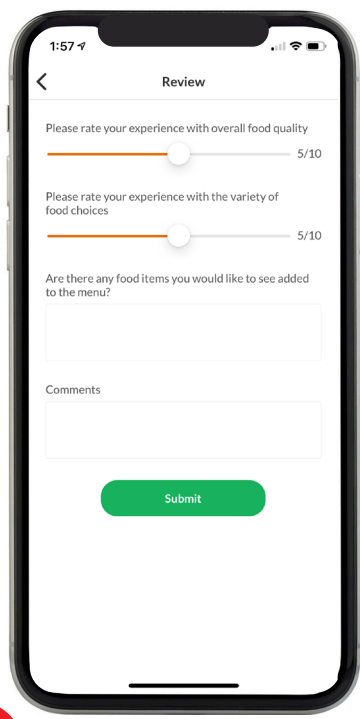 1:57
Review
Please rate your experience with overall food quality
5/10
Please rate your experience with the variety of
food choices
5/10
Are there any food items you would like to see added
to the menu?
Comments
Submit